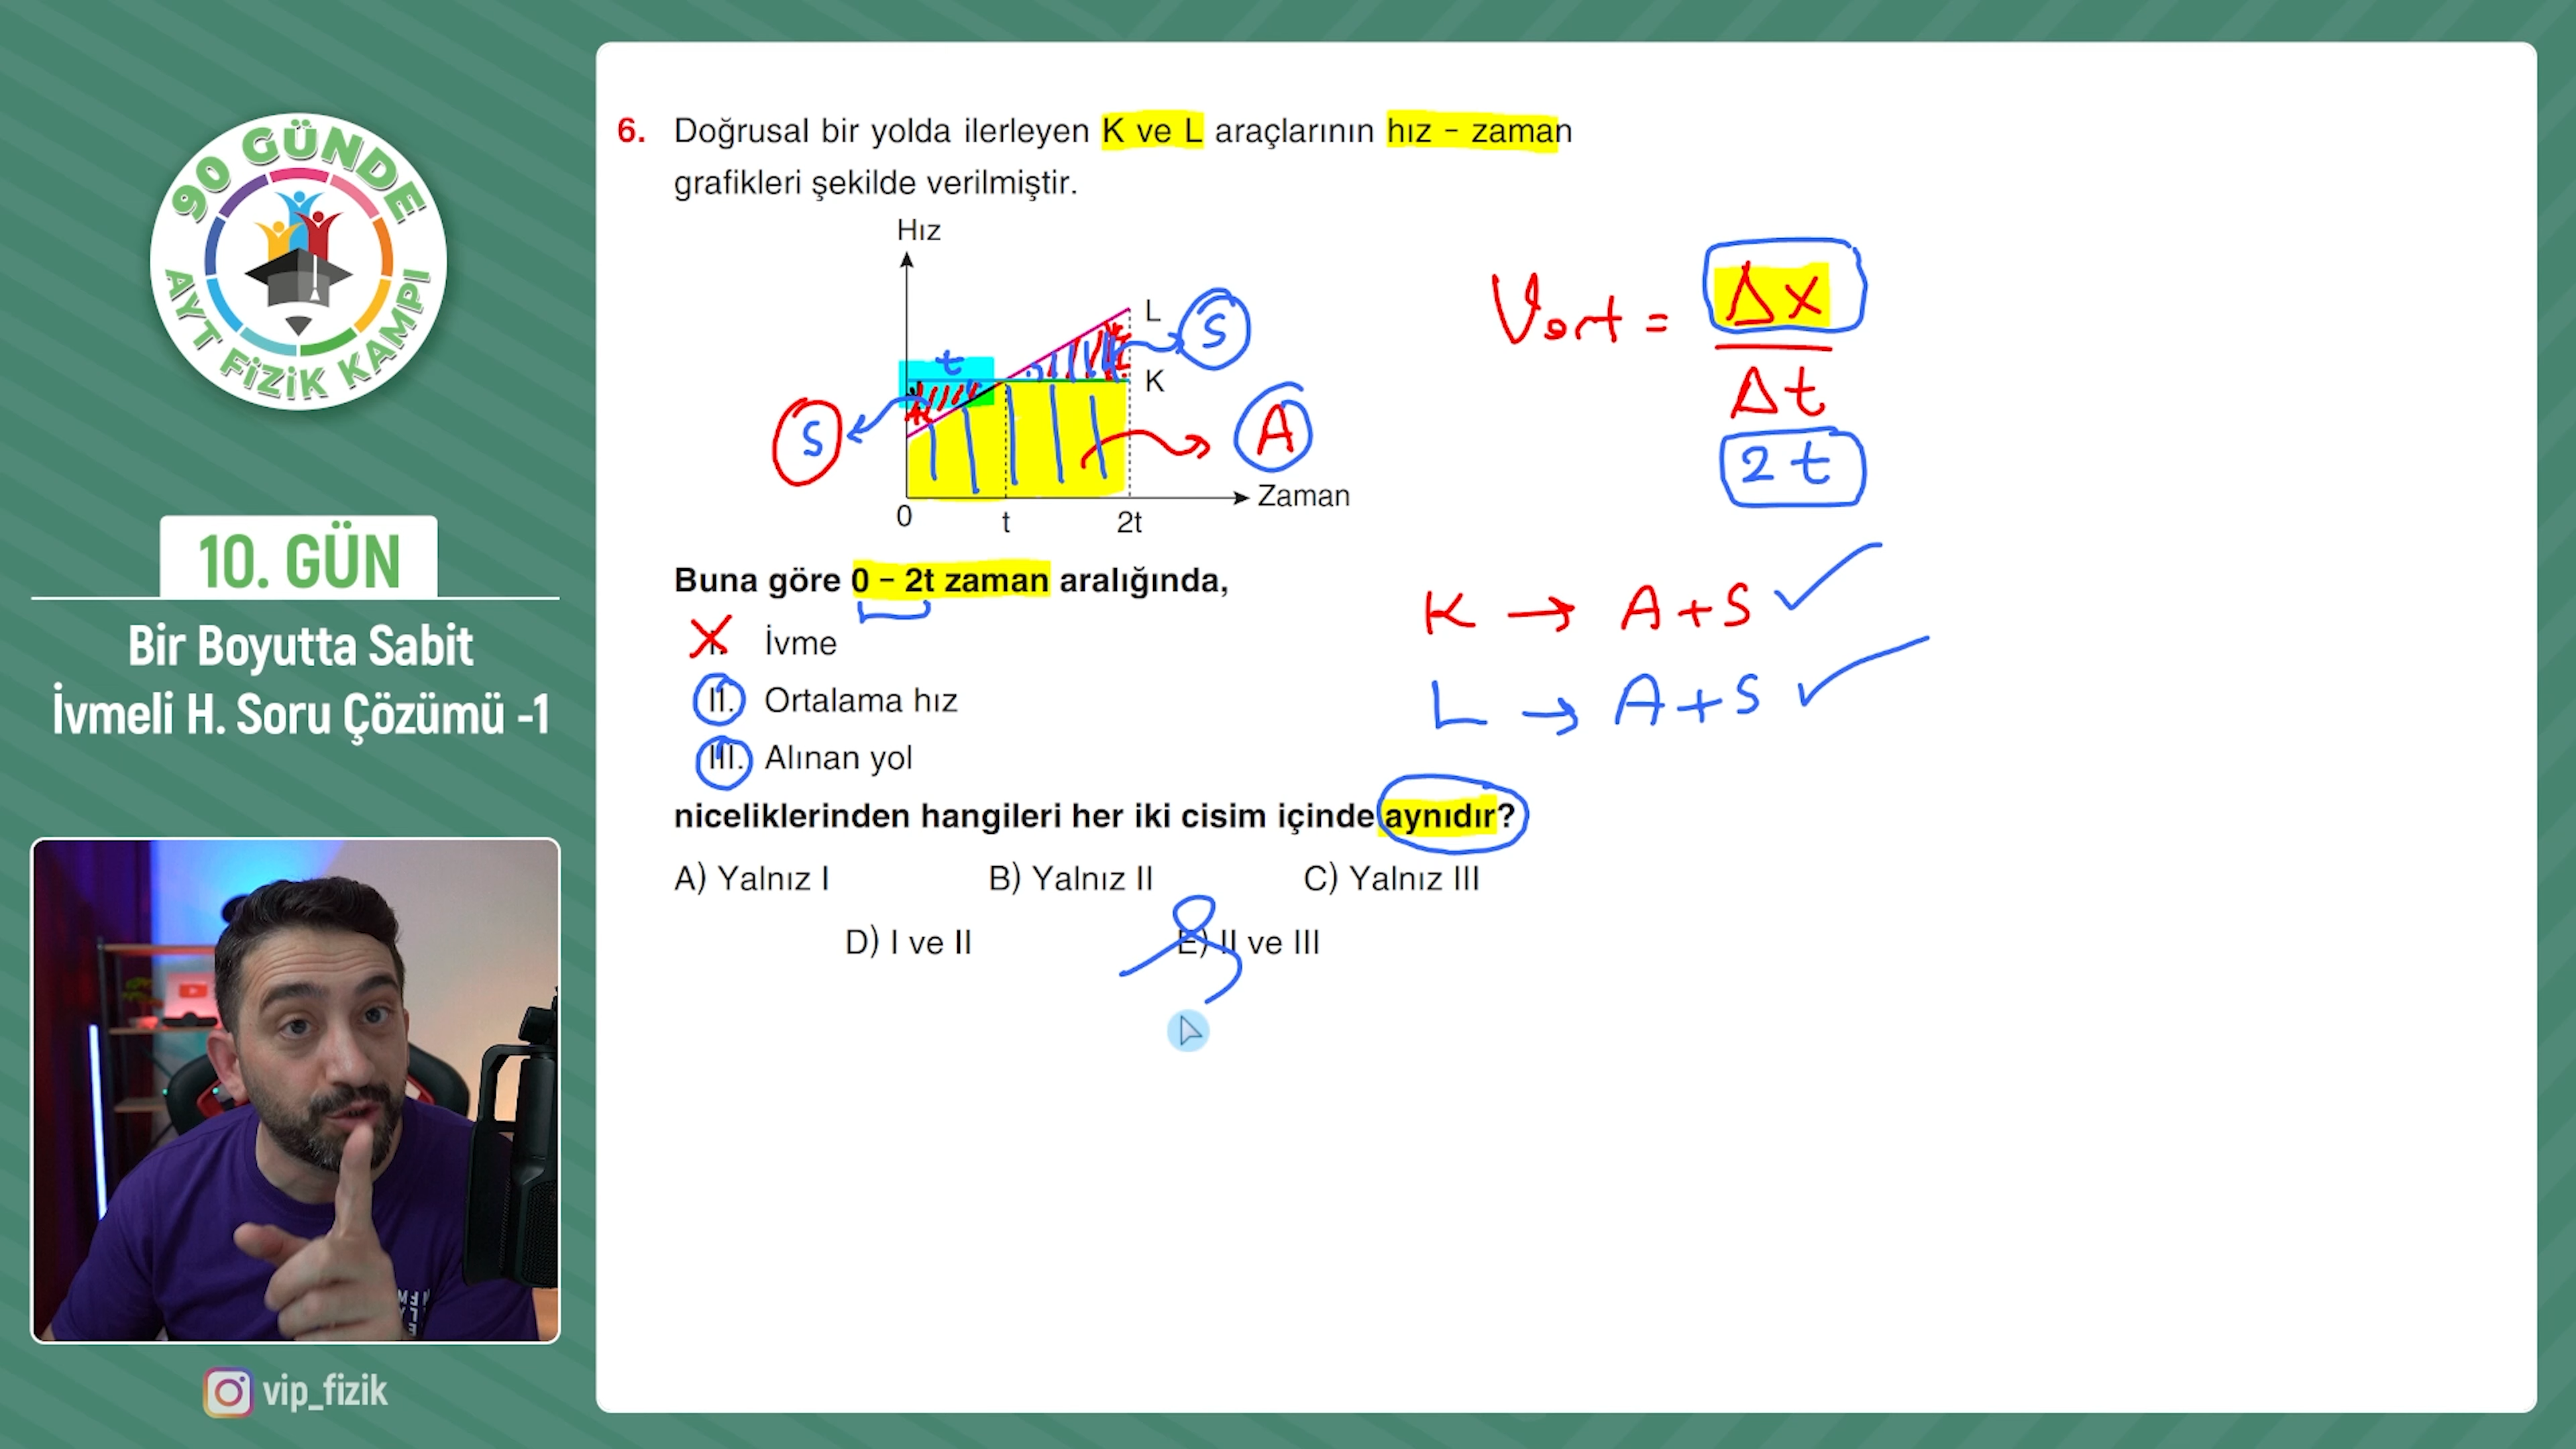 90 GÜNDE
AYT FİZİK KAMPI
10. GÜN
Bir Boyutta Sabit
İvmeli H. Soru Çözümü -1
vip_fizik
6. Doğrusal bir yolda ilerleyen K ve L araçlarının hız - zaman
grafikleri şekilde verilmiştir.
Hız
L
S
t
K
S
A
Zaman
0
t
2t
Vort = Δx
Δt
2t
Buna göre 0 – 2t zaman aralığında,
I. İvme
II. Ortalama hız
III. Alınan yol
K → A + S
L → A + S
niceliklerinden hangileri her iki cisim içinde aynıdır?
A) Yalnız I B) Yalnız II C) Yalnız III
D) I ve II E) II ve III